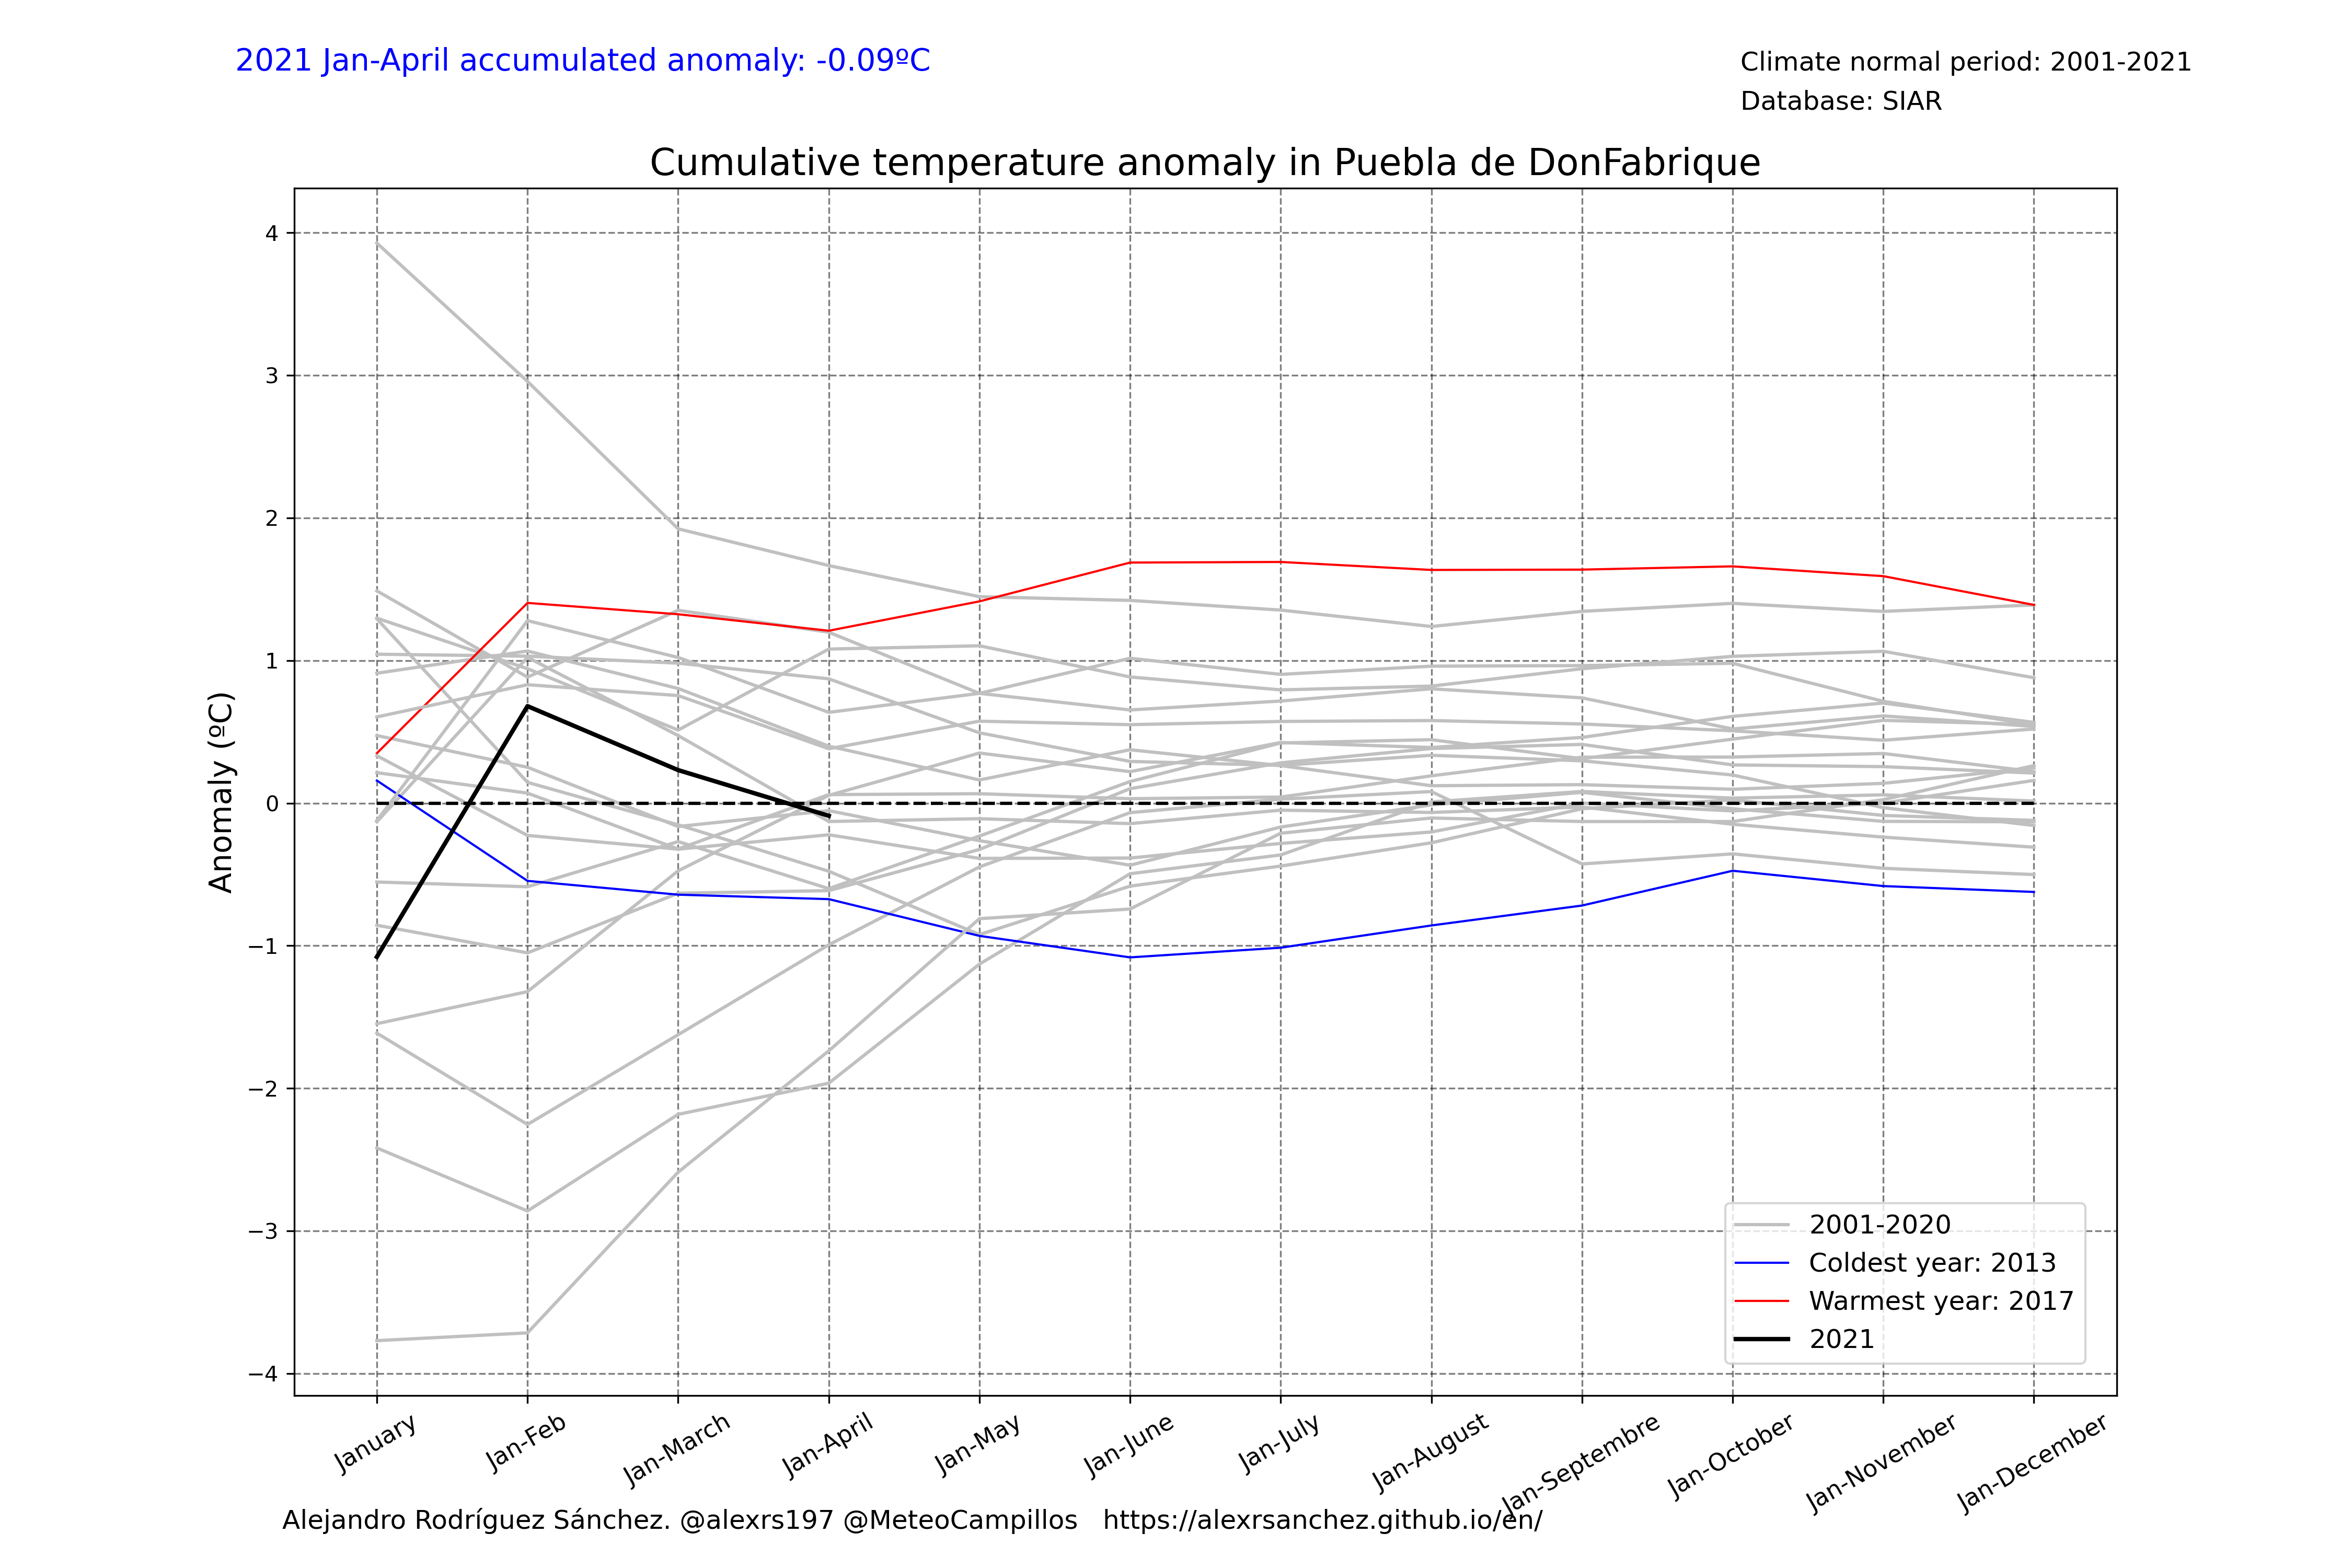 2021 Jan-April accumulated anomaly: -0.09ºC
Climate normal period: 2001-2021
Database: SIAR
Cumulative temperature anomaly in Puebla de DonFabrique
Anomaly (ºC)
4
3
2
1
0
−1
−2
−3
−4
2001-2020
Coldest year: 2013
Warmest year: 2017
2021
January
Jan-Feb
Jan-March
Jan-April
Jan-May
Jan-June
Jan-July
Jan-August
Jan-Septembre
Jan-October
Jan-November
Jan-December
Alejandro Rodríguez Sánchez. @alexrs197 @MeteoCampillos   https://alexrsanchez.github.io/en/